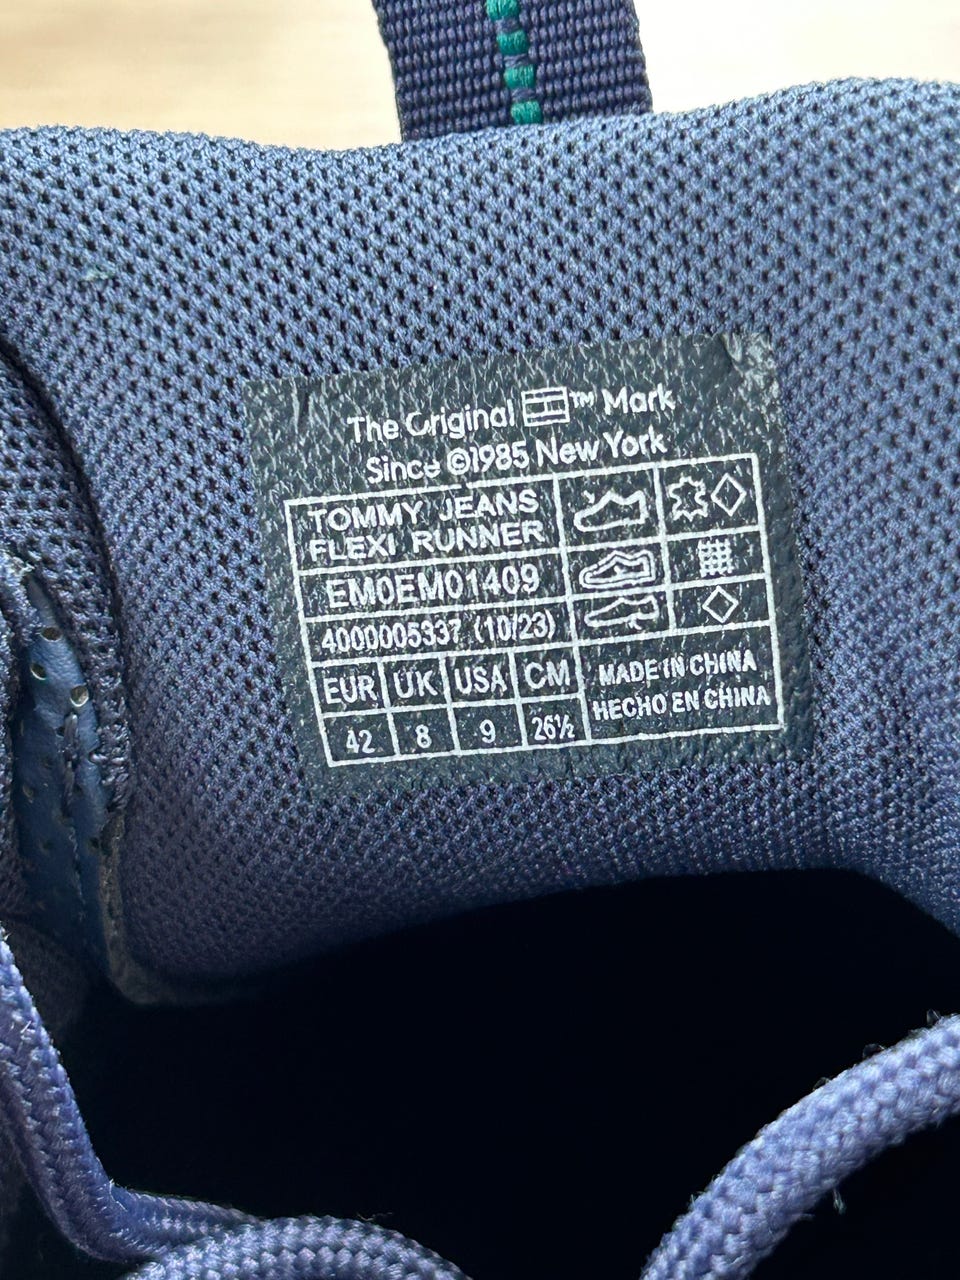 The Original ™ Mark
Since ©1985 New York
TOMMY JEANS
FLEXI RUNNER
EM0EM01409
4000005337 (10/23)
EUR UK USA CM
42 8 9 26½
MADE IN CHINA
HECHO EN CHINA